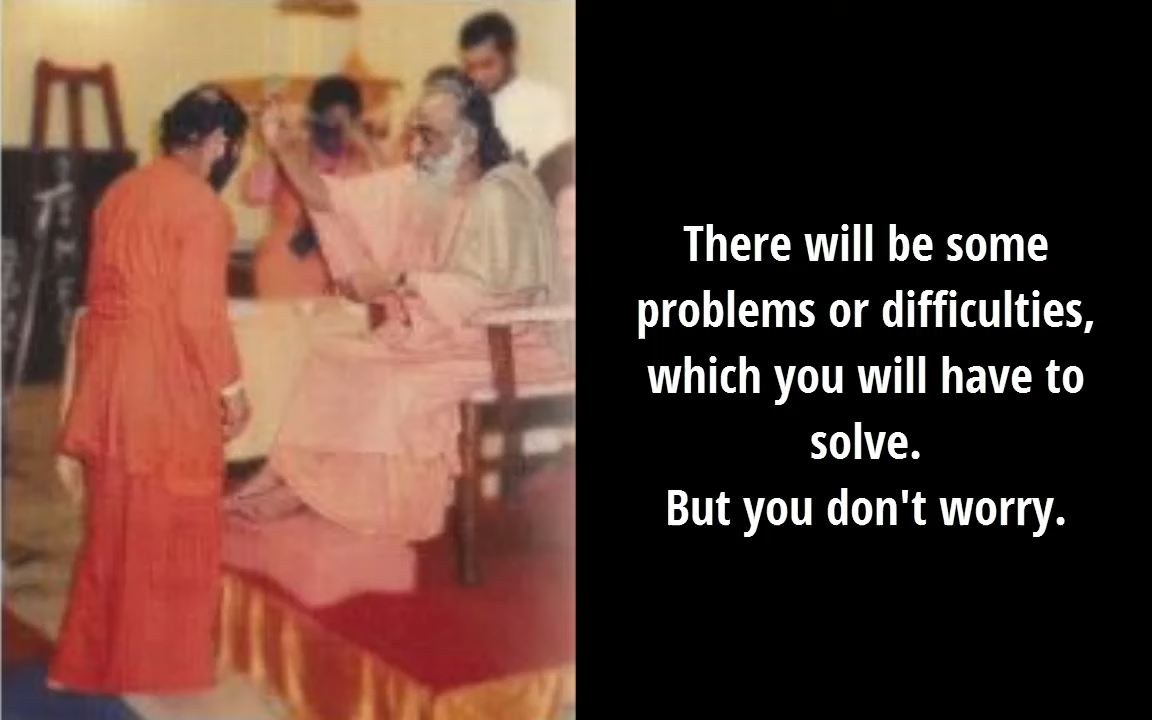 There will be some
problems or difficulties,
which you will have to
solve.
But you don't worry.